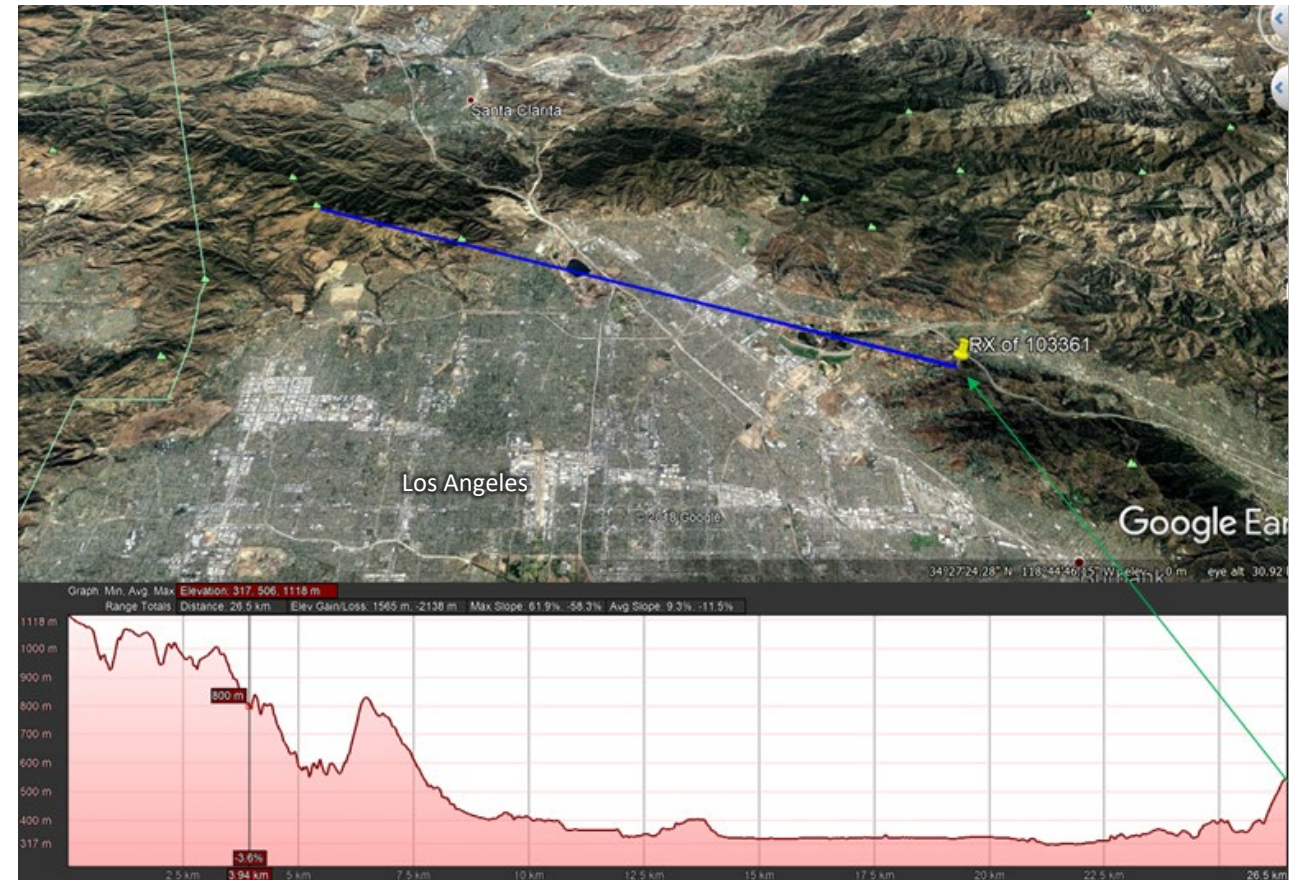 Santa Clarita
RX of 103361
Los Angeles
© 2018 Google
Google Ear
34°27'24.28" N 118°44'46.15" W elev 0 m eye alt 30.92
Graph: Min, Avg, Max Elevation: 317, 506, 1118 m
Range Totals: Distance: 26.5 km Elev Gain/Loss: 1565 m, -2138 m Max Slope: 61.9%, -58.3% Avg Slope: 9.3%, -11.5%
1118 m
1000 m
900 m
800 m
800 m
700 m
600 m
500 m
400 m
317 m
-3.6%
2.5 km 3.94 km 5 km 7.5 km 10 km 12.5 km 15 km 17.5 km 20 km 22.5 km 26.5 km